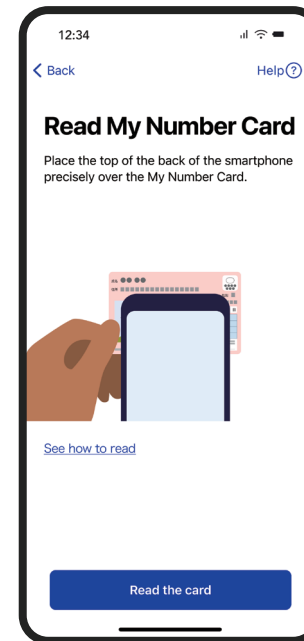 12:34
Back
Help?
Read My Number Card
Place the top of the back of the smartphone
precisely over the My Number Card.
See how to read
Read the card